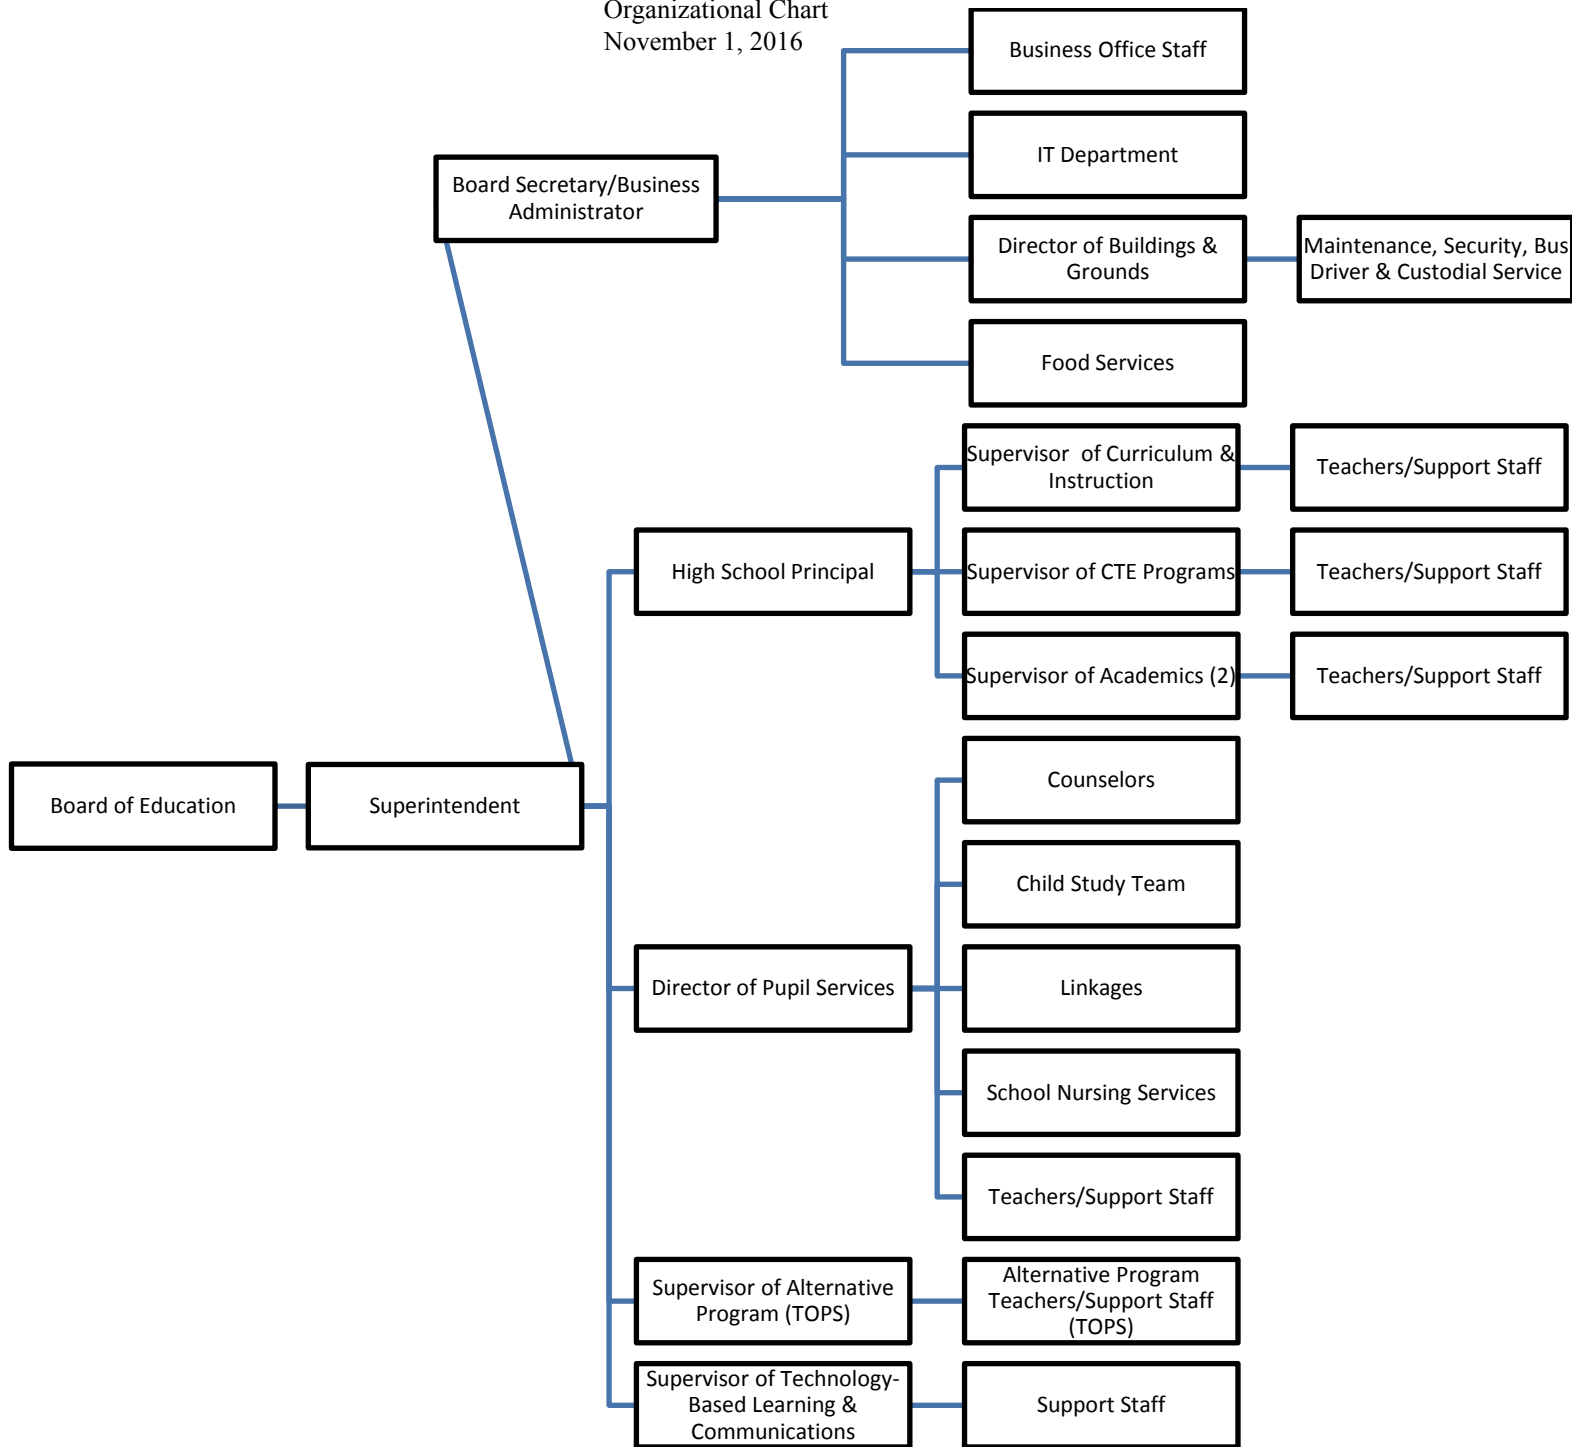 Organizational Chart
November 1, 2016
Business Office Staff
IT Department
Board Secretary/Business
Administrator
Director of Buildings &
Grounds
Maintenance, Security, Bus
Driver & Custodial Service
Food Services
Supervisor  of Curriculum &
Instruction
Teachers/Support Staff
High School Principal
Supervisor of CTE Programs
Teachers/Support Staff
Supervisor of Academics (2)
Teachers/Support Staff
Board of Education
Superintendent
Counselors
Child Study Team
Director of Pupil Services
Linkages
School Nursing Services
Teachers/Support Staff
Supervisor of Alternative
Program (TOPS)
Alternative Program
Teachers/Support Staff
(TOPS)
Supervisor of Technology-
Based Learning &
Communications
Support Staff